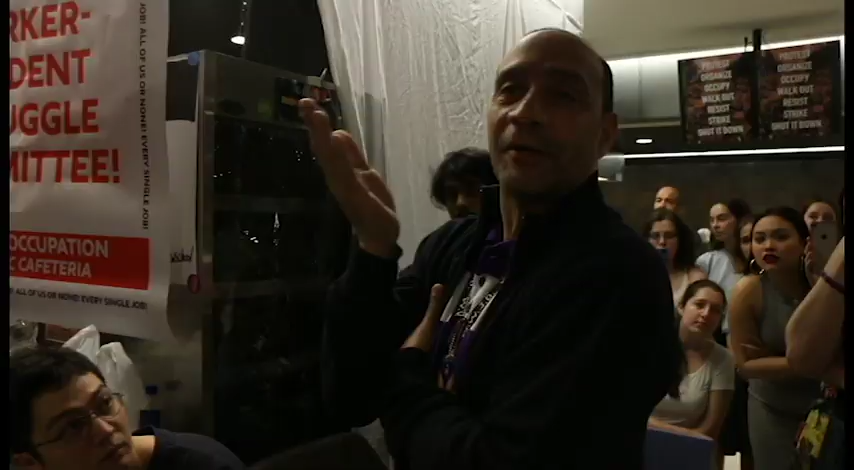 RKER-
DENT
UGGLE
MITTEE!
OCCUPATION
C CAFETERIA
ALL OF US OR NONE! EVERY SINGLE JOB!
JOB! ALL OF US OR NONE! EVERY SINGLE JOB!
PROTEST
ORGANIZE
OCCUPY
WALK OUT
RESIST
STRIKE
SHUT IT DOWN
PROTEST
ORGANIZE
OCCUPY
WALK OUT
RESIST
STRIKE
SHUT IT DOWN